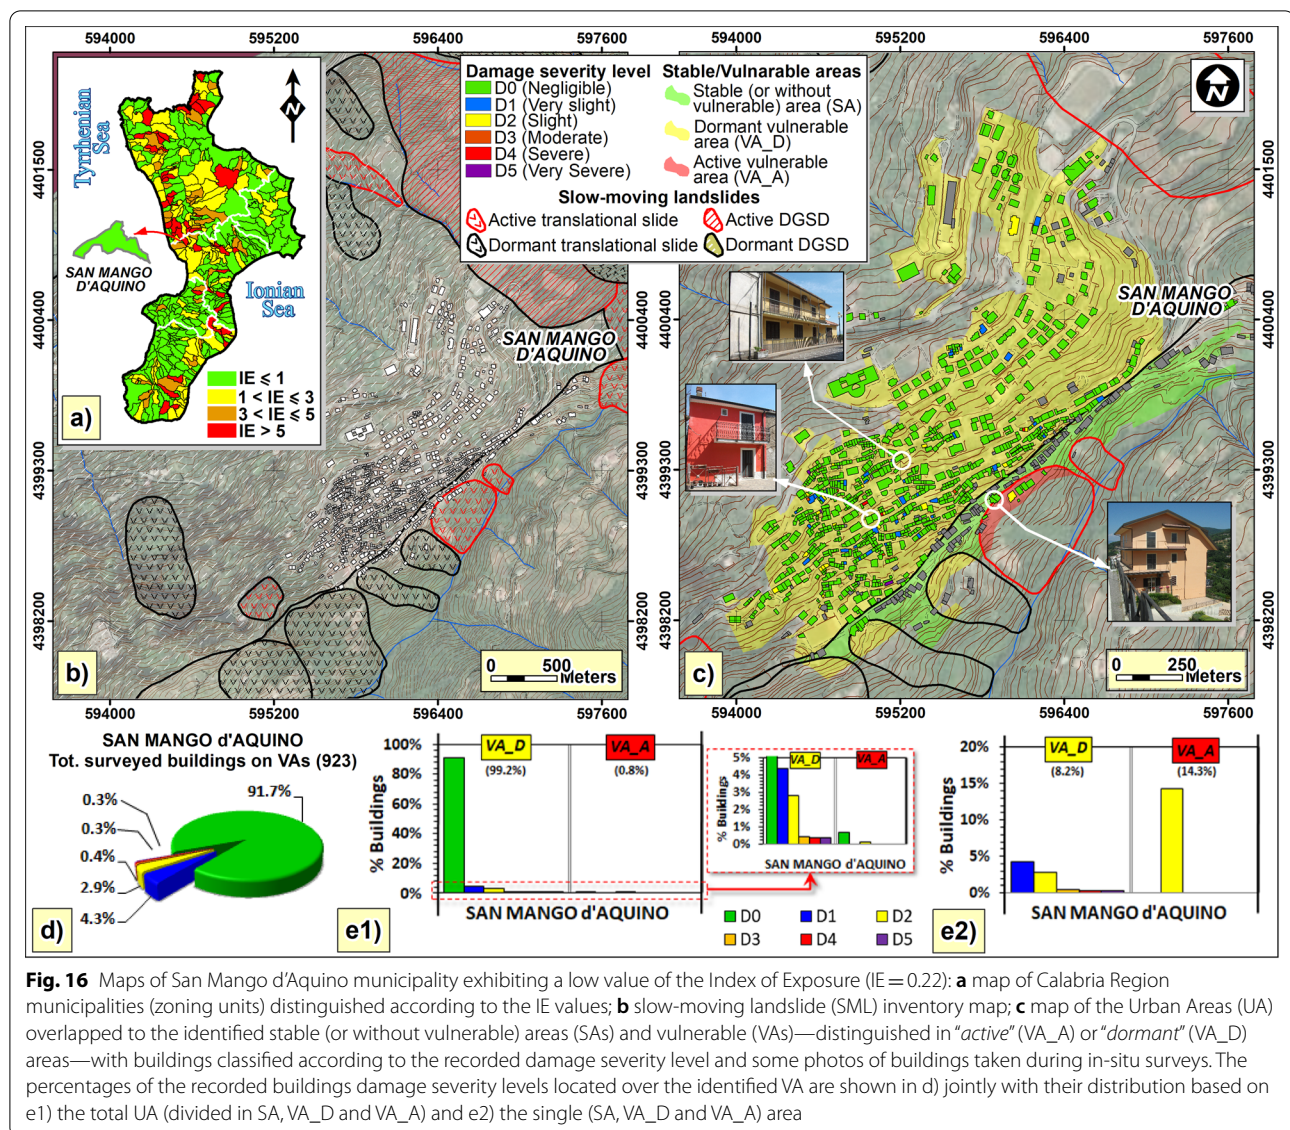 594000 595200 596400 597600
594000 595200 596400 597600
4401500
4400400
4399300
4398200
4401500
4400400
4399300
4398200
4401500
4400400
4399300
4398200
Tyrrhenian
Sea
N
SAN MANGO
D'AQUINO
Ionian
Sea
IE ⩽ 1
1 < IE ⩽ 3
3 < IE ⩽ 5
IE > 5
a)
Damage severity level
D0 (Negligible)
D1 (Very slight)
D2 (Slight)
D3 (Moderate)
D4 (Severe)
D5 (Very Severe)
Stable/Vulnarable areas
Stable (or without
vulnerable) area (SA)
Dormant vulnerable
area (VA_D)
Active vulnerable
area (VA_A)
Slow-moving landslides
Active translational slide
Active DGSD
Dormant translational slide
Dormant DGSD
N
SAN MANGO
D'AQUINO
SAN MANGO
D'AQUINO
b)
0 500
Meters
c)
0 250
Meters
594000 595200 596400 597600
594000 595200 596400 597600
SAN MANGO d'AQUINO
Tot. surveyed buildings on VAs (923)
91.7%
0.3%
0.3%
0.4%
2.9%
4.3%
d)
% Buildings
100%
80%
60%
40%
20%
0%
VA_D
(99.2%)
VA_A
(0.8%)
SAN MANGO d'AQUINO
e1)
% Buildings
5%
4%
3%
2%
1%
0%
VA_D
VA_A
SAN MANGO d'AQUINO
D0 D1 D2
D3 D4 D5
% Buildings
20%
15%
10%
5%
0%
VA_D
(8.2%)
VA_A
(14.3%)
SAN MANGO d'AQUINO
e2)
Fig. 16 Maps of San Mango d'Aquino municipality exhibiting a low value of the Index of Exposure (IE = 0.22): a map of Calabria Region
municipalities (zoning units) distinguished according to the IE values; b slow-moving landslide (SML) inventory map; c map of the Urban Areas (UA)
overlapped to the identified stable (or without vulnerable) areas (SAs) and vulnerable (VAs)—distinguished in "active" (VA_A) or "dormant" (VA_D)
areas—with buildings classified according to the recorded damage severity level and some photos of buildings taken during in-situ surveys. The
percentages of the recorded buildings damage severity levels located over the identified VA are shown in d) jointly with their distribution based on
e1) the total UA (divided in SA, VA_D and VA_A) and e2) the single (SA, VA_D and VA_A) area